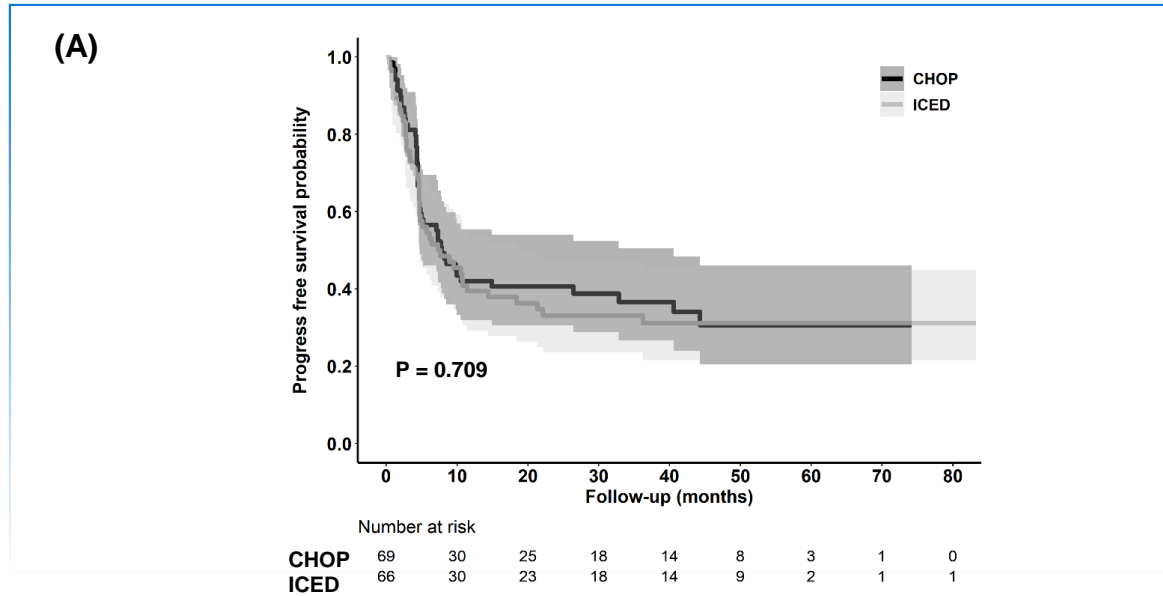 (A)
Progress free survival probability
1.0
0.8
0.6
0.4
0.2
0.0
CHOP
ICED
P = 0.709
0 10 20 30 40 50 60 70 80
Follow-up (months)
Number at risk
CHOP 69 30 25 18 14 8 3 1 0
ICED 66 30 23 18 14 9 2 1 1